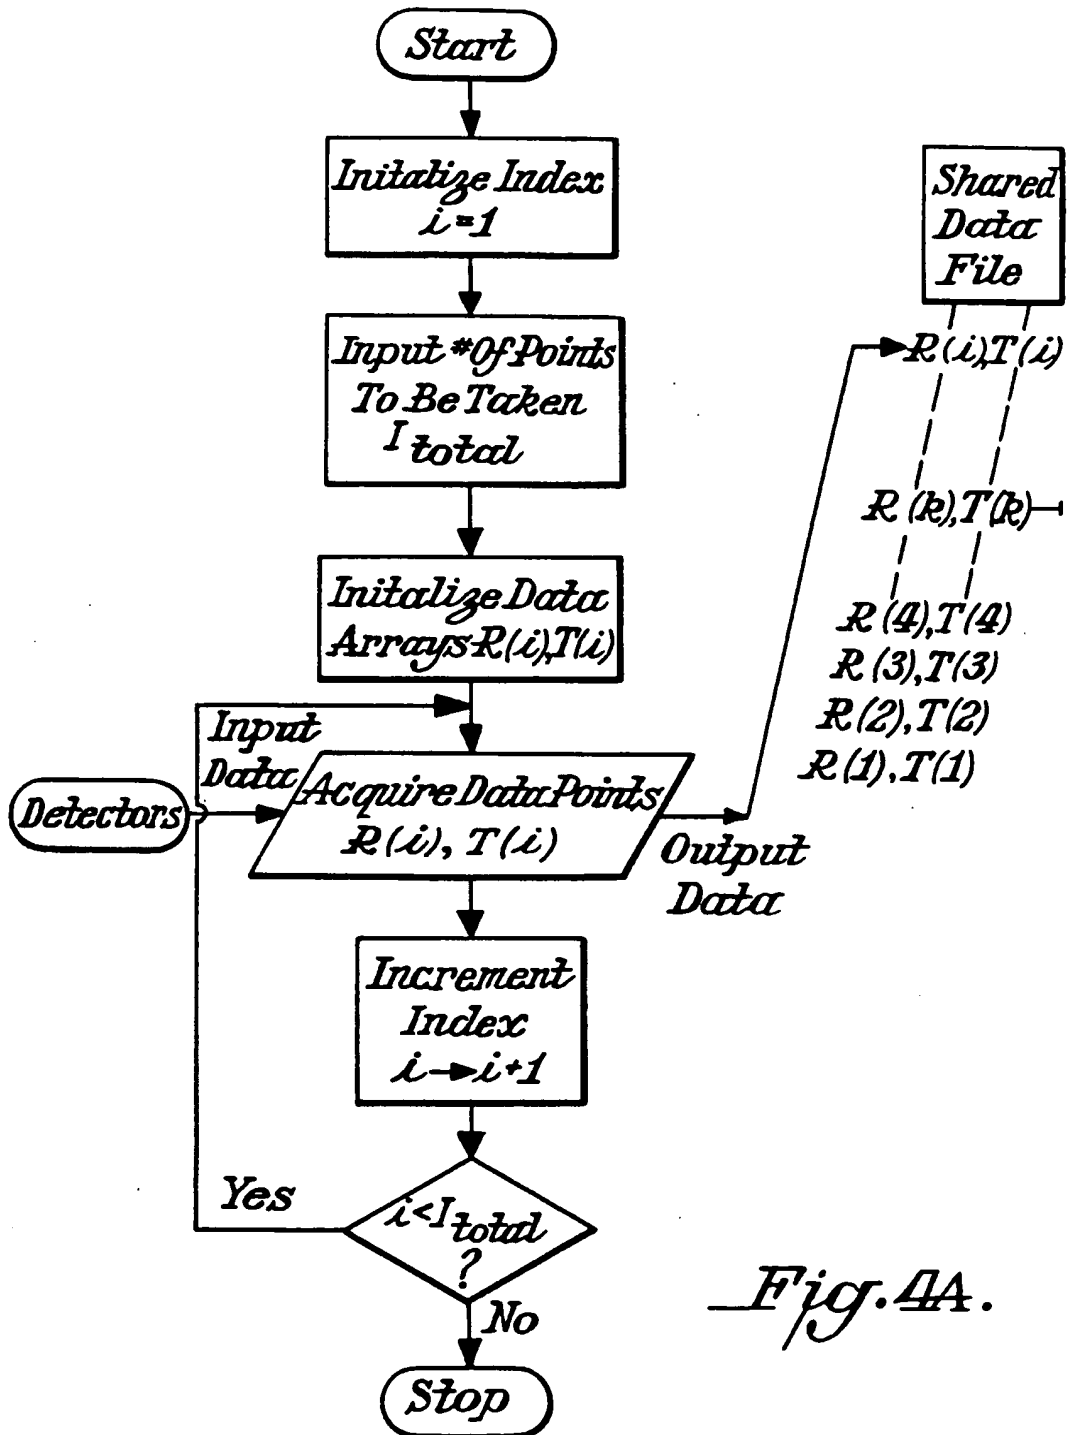 Start
Initalize Index
i=1
Input #Of Points
To Be Taken
I total
Initalize Data
Arrays R(i),T(i)
Input
Data
Detectors
Acquire Data Points
R(i), T(i)
Output
Data
Increment
Index
i→i+1
Yes
i<I total
?
No
Stop
Shared
Data
File
R(i),T(i)
R(k),T(k)
R(4),T(4)
R(3),T(3)
R(2),T(2)
R(1),T(1)
Fig. 4A.